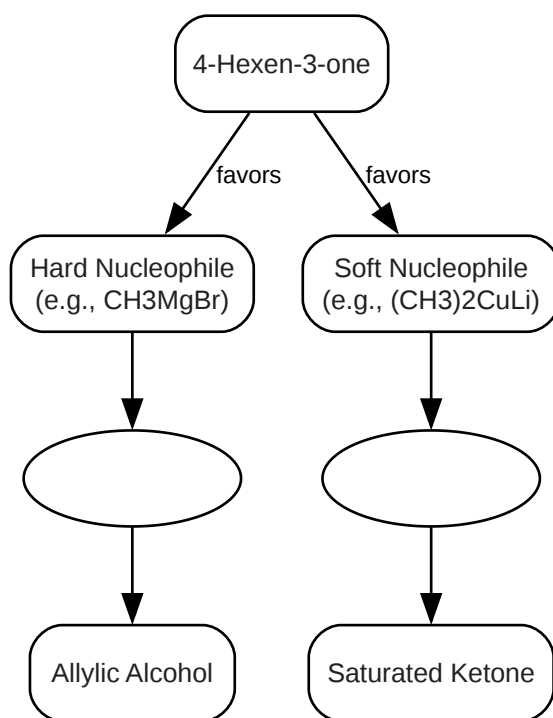 4-Hexen-3-one
favors
favors
Hard Nucleophile
(e.g., CH3MgBr)
Soft Nucleophile
(e.g., (CH3)2CuLi)
Allylic Alcohol
Saturated Ketone